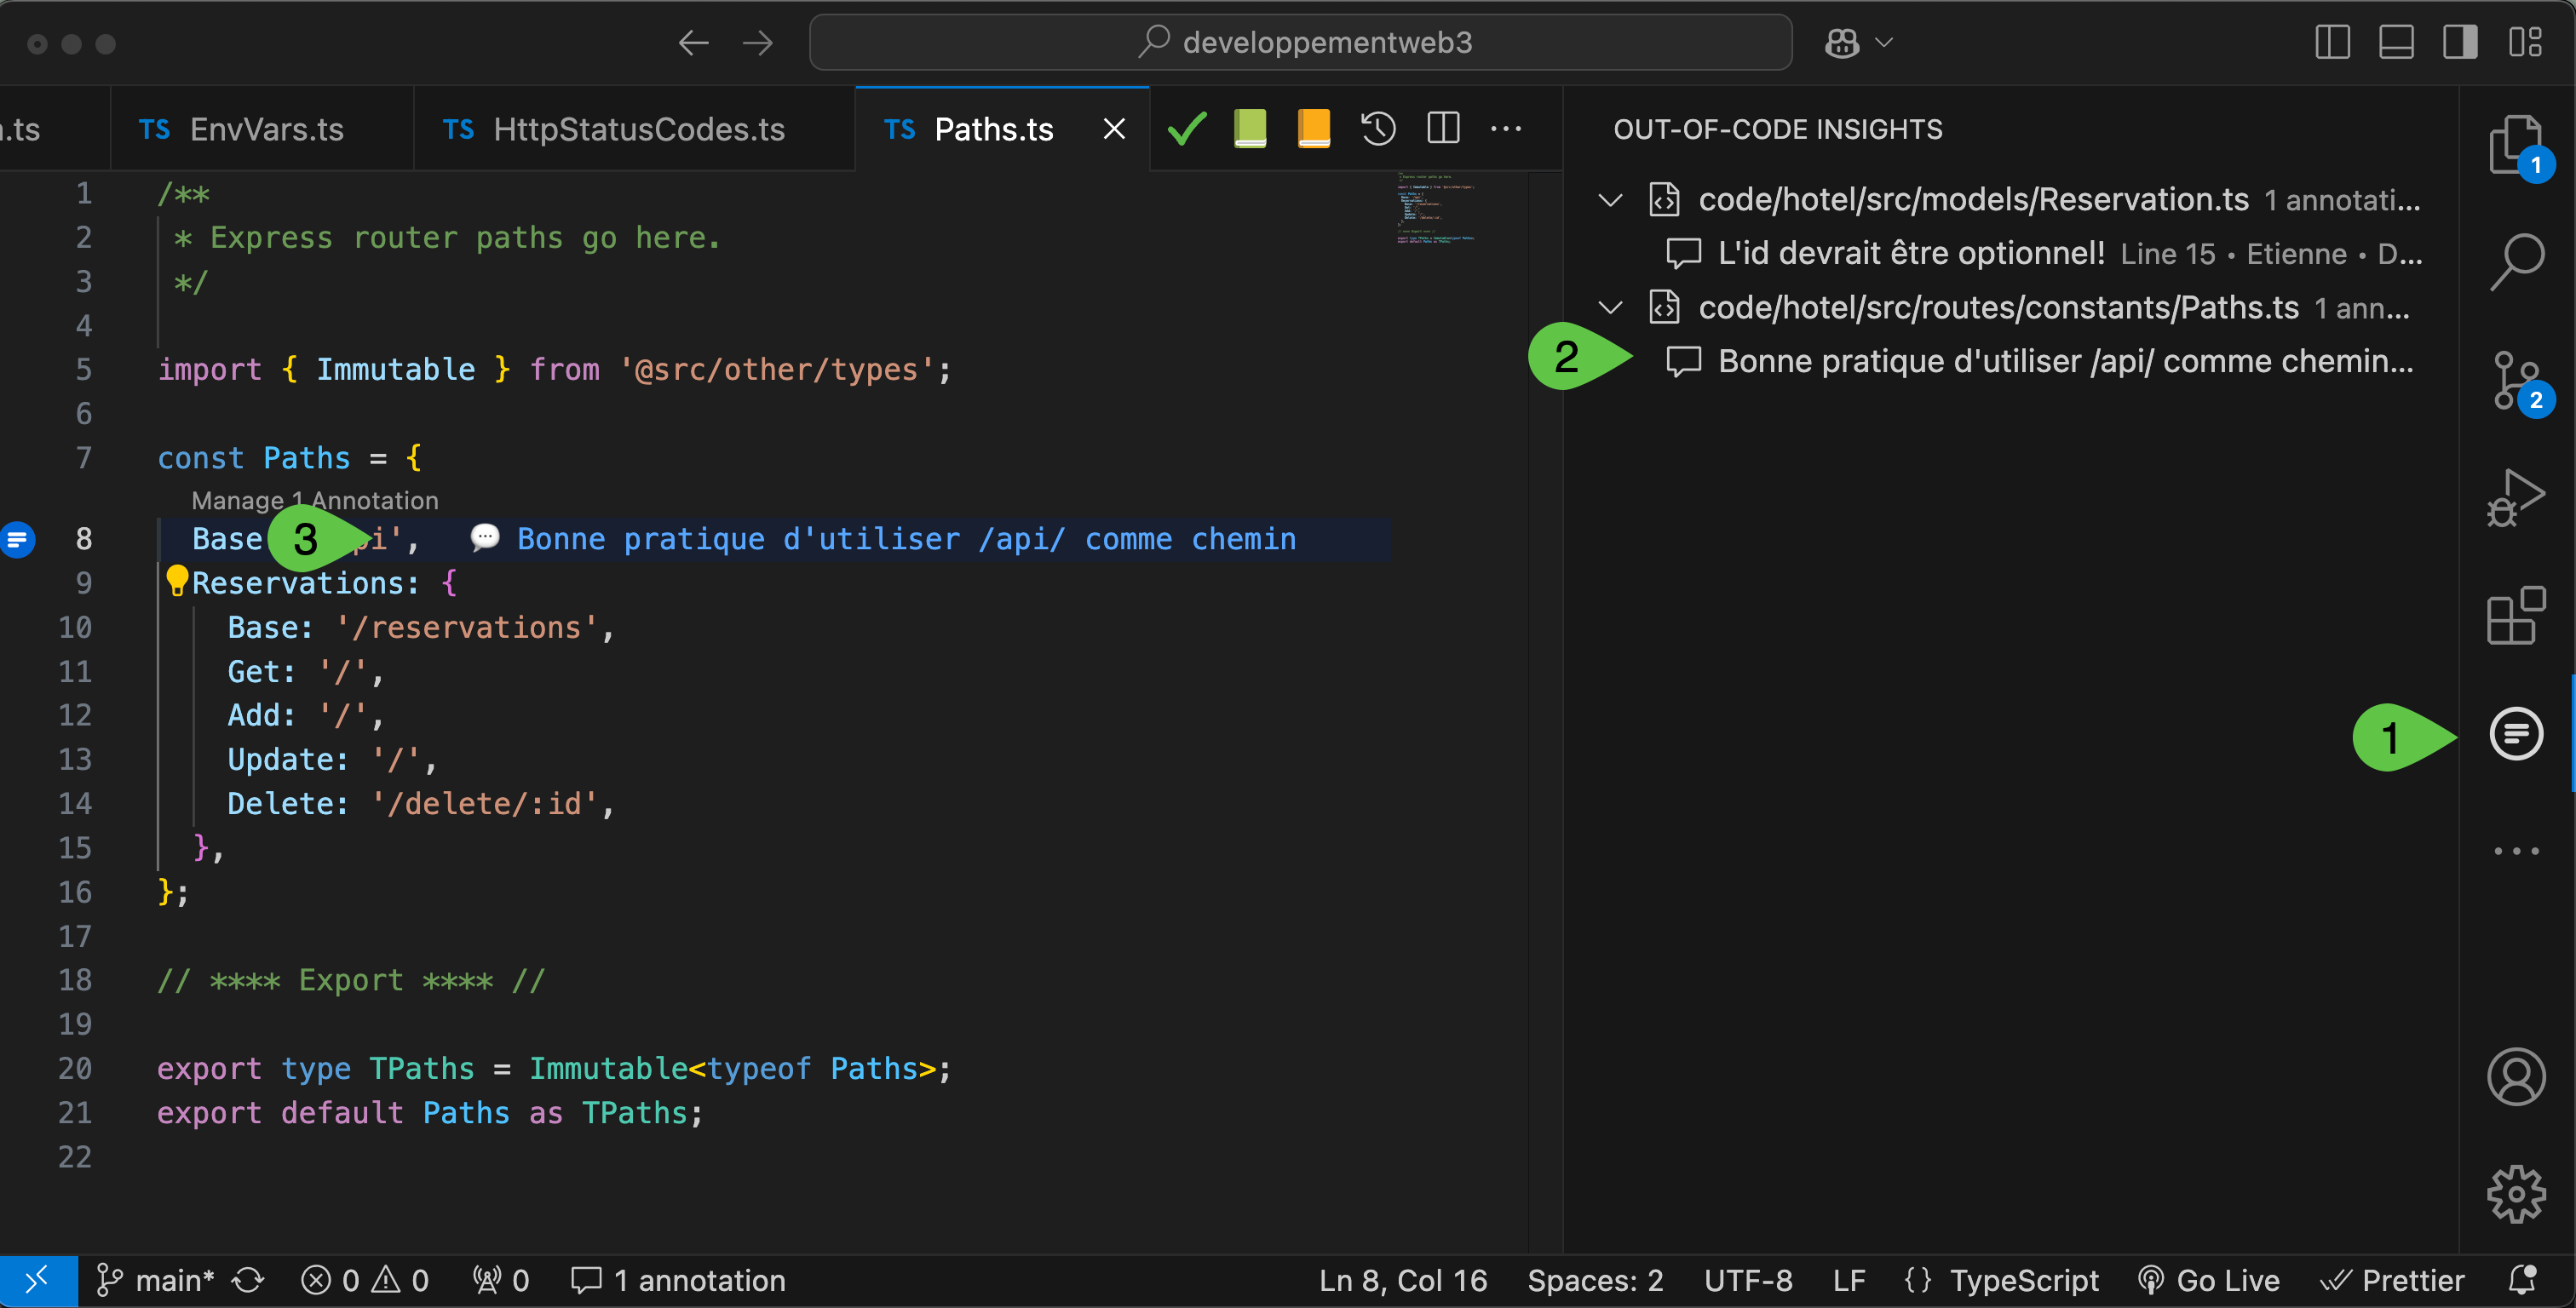 developpementweb3
.ts
TS EnvVars.ts
TS HttpStatusCodes.ts
TS Paths.ts
1 /**
2 * Express router paths go here.
3 */
4
5 import { Immutable } from '@src/other/types';
6
7 const Paths = {
Manage 1 Annotation
8 Base 3 i', Bonne pratique d'utiliser /api/ comme chemin
9 Reservations: {
10 Base: '/reservations',
11 Get: '/',
12 Add: '/',
13 Update: '/',
14 Delete: '/delete/:id',
15 },
16 };
17
18 // **** Export **** //
19
20 export type TPaths = Immutable<typeof Paths>;
21 export default Paths as TPaths;
22
OUT-OF-CODE INSIGHTS
code/hotel/src/models/Reservation.ts 1 annotati...
L'id devrait être optionnel! Line 15 • Etienne • D...
code/hotel/src/routes/constants/Paths.ts 1 ann...
2 Bonne pratique d'utiliser /api/ comme chemin...
1
2
1
main* 0 0 0 1 annotation Ln 8, Col 16 Spaces: 2 UTF-8 LF {} TypeScript Go Live Prettier